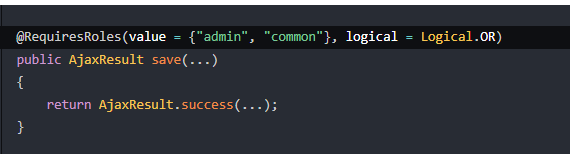 @RequiresRoles(value = {"admin", "common"}, logical = Logical.OR)
public AjaxResult save(...)
{
    return AjaxResult.success(...);
}